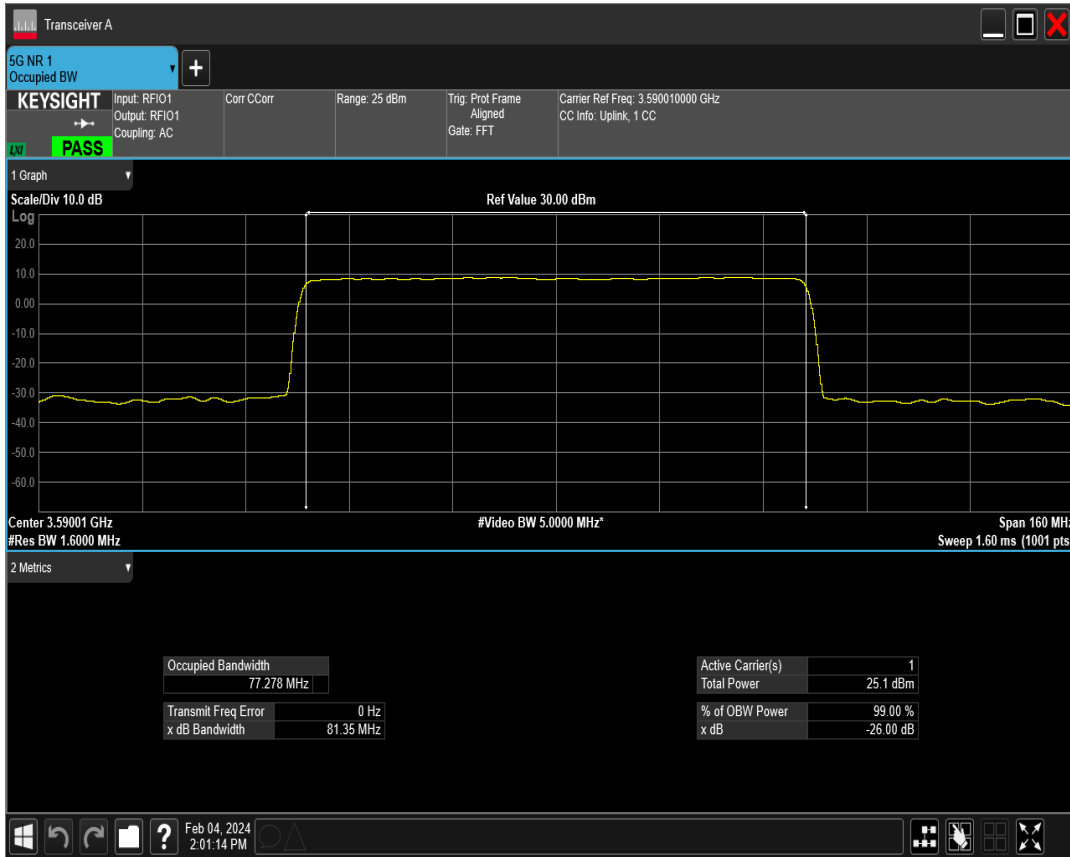 Transceiver A
5G NR 1
Occupied BW
KEYSIGHT
LXI
PASS
Input: RFIO1
Output: RFIO1
Coupling: AC
Corr CCorr
Range: 25 dBm
Trig: Prot Frame
Aligned
Gate: FFT
Carrier Ref Freq: 3.590010000 GHz
CC Info: Uplink, 1 CC
1 Graph
Scale/Div 10.0 dB
Ref Value 30.00 dBm
Log
20.0
10.0
0.00
-10.0
-20.0
-30.0
-40.0
-50.0
-60.0
Center 3.59001 GHz
#Video BW 5.0000 MHz*
Span 160 MHz
#Res BW 1.6000 MHz
Sweep 1.60 ms (1001 pts
2 Metrics
Occupied Bandwidth
77.278 MHz
Transmit Freq Error 0 Hz
x dB Bandwidth 81.35 MHz
Active Carrier(s) 1
Total Power 25.1 dBm
% of OBW Power 99.00 %
x dB -26.00 dB
?
Feb 04, 2024
2:01:14 PM